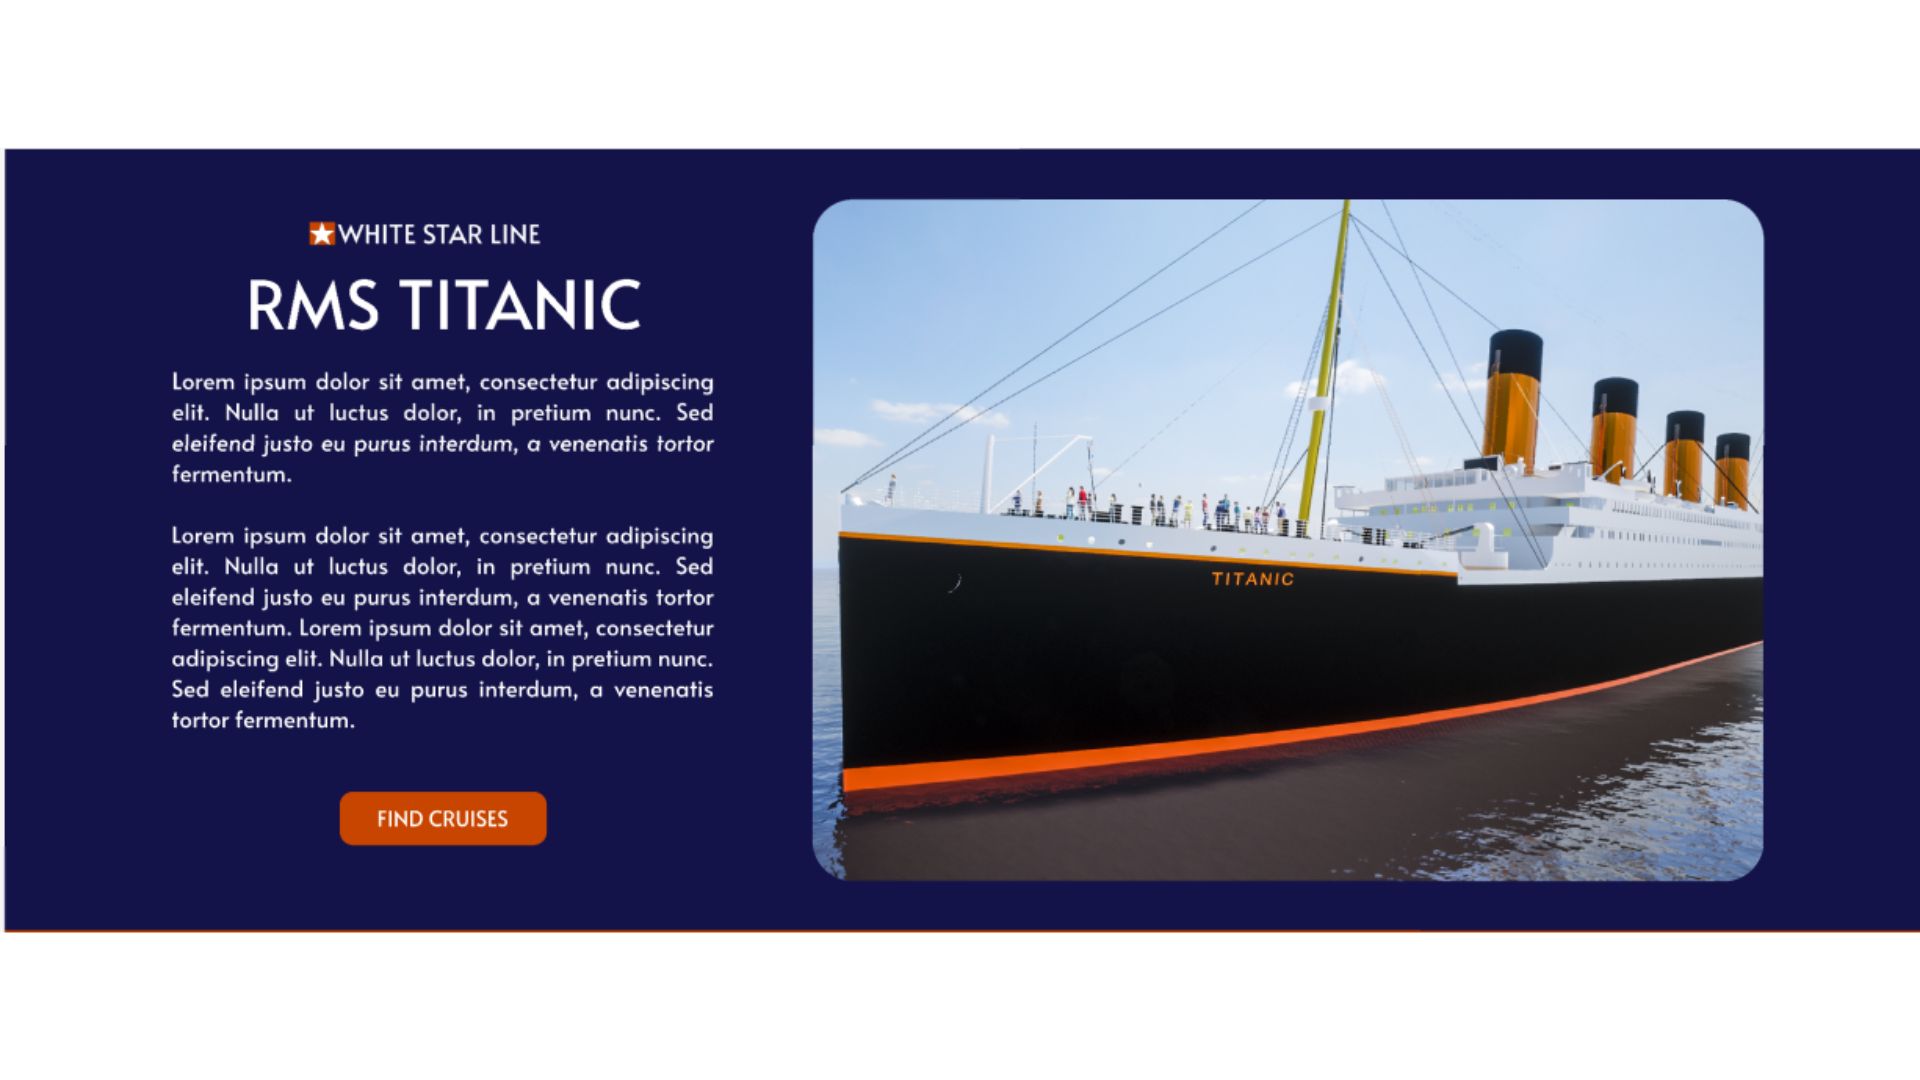 WHITE STAR LINE
RMS TITANIC
Lorem ipsum dolor sit amet, consectetur adipiscing
elit. Nulla ut luctus dolor, in pretium nunc. Sed
eleifend justo eu purus interdum, a venenatis tortor
fermentum.
Lorem ipsum dolor sit amet, consectetur adipiscing
elit. Nulla ut luctus dolor, in pretium nunc. Sed
eleifend justo eu purus interdum, a venenatis tortor
fermentum. Lorem ipsum dolor sit amet, consectetur
adipiscing elit. Nulla ut luctus dolor, in pretium nunc.
Sed eleifend justo eu purus interdum, a venenatis
tortor fermentum.
FIND CRUISES
TITANIC